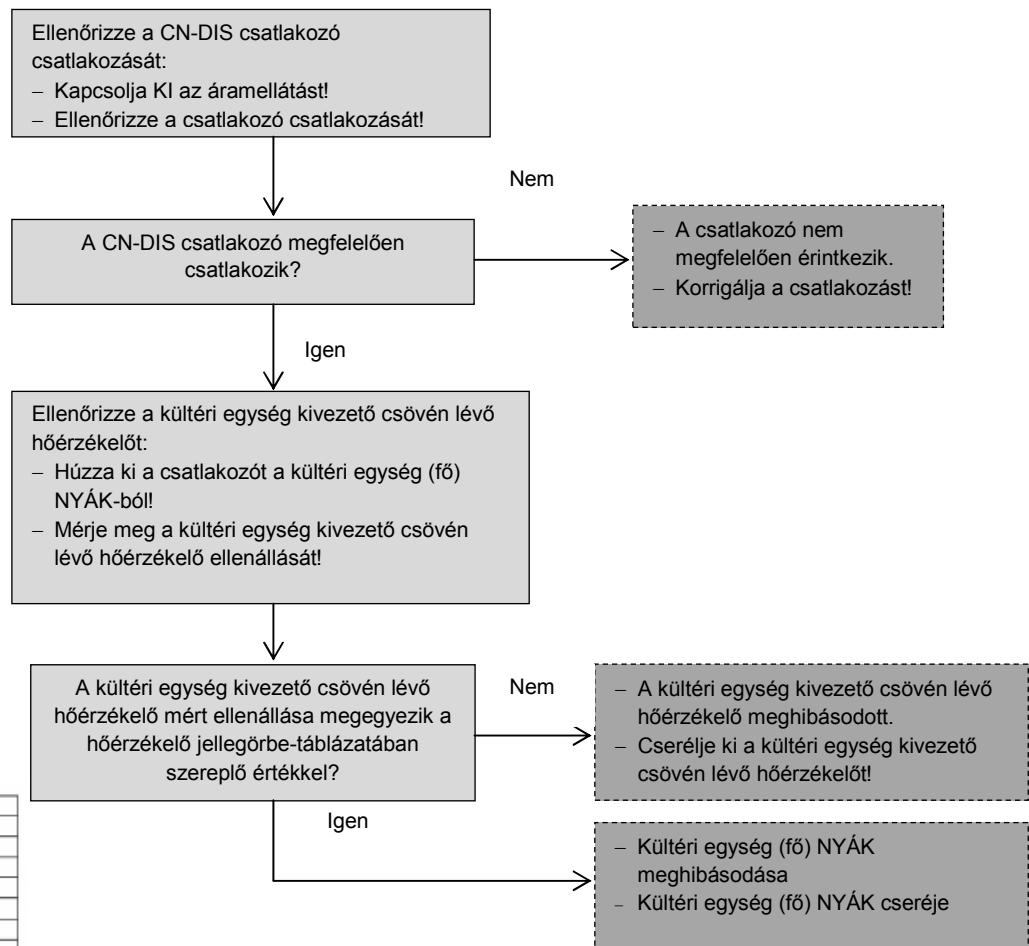 Ellenőrizze a CN-DIS csatlakozó
csatlakozását:
– Kapcsolja KI az áramellátást!
– Ellenőrizze a csatlakozó csatlakozását!
Nem
A CN-DIS csatlakozó megfelelően
csatlakozik?
– A csatlakozó nem
megfelelően érintkezik.
– Korrigálja a csatlakozást!
Igen
Ellenőrizze a kültéri egység kivezető csövén lévő
hőérzékelőt:
– Húzza ki a csatlakozót a kültéri egység (fő)
NYÁK-ból!
– Mérje meg a kültéri egység kivezető csövén
lévő hőérzékelő ellenállását!
A kültéri egység kivezető csövén lévő
hőérzékelő mért ellenállása megegyezik a
hőérzékelő jellegörbe-táblázatában
szereplő értékkel?
Nem
– A kültéri egység kivezető csövén lévő
hőérzékelő meghibásodott.
– Cserélje ki a kültéri egység kivezető
csövén lévő hőérzékelőt!
Igen
– Kültéri egység (fő) NYÁK
meghibásodása
– Kültéri egység (fő) NYÁK cseréje